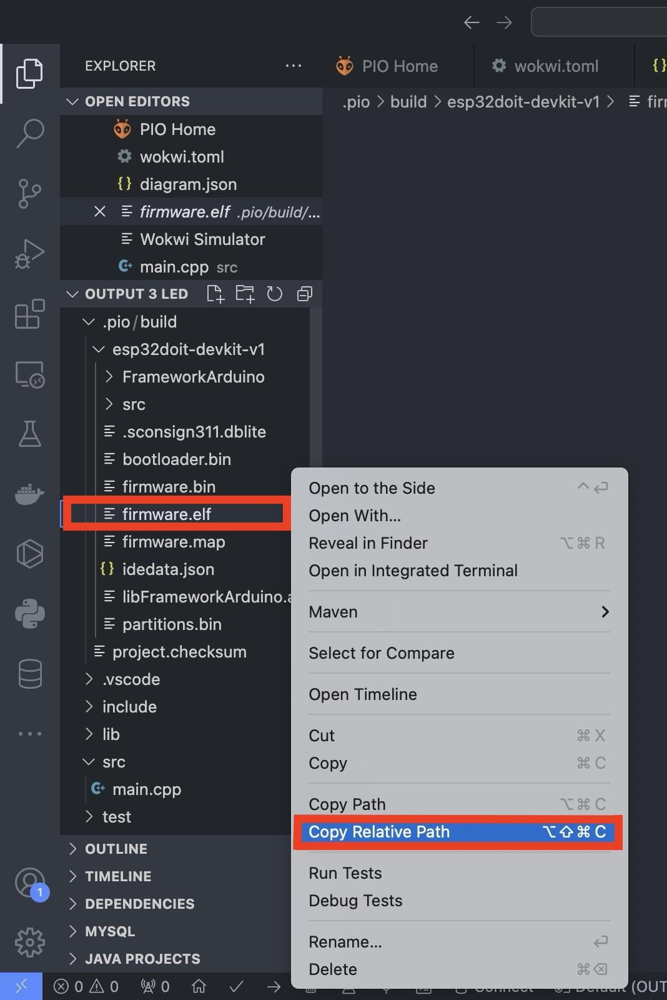 EXPLORER
PIO Home
wokwi.toml
OPEN EDITORS
.pio > build > esp32doit-devkit-v1 >
PIO Home
wokwi.toml
{} diagram.json
firmware.elf .pio/build/...
Wokwi Simulator
main.cpp src
OUTPUT 3 LED
.pio/build
esp32doit-devkit-v1
FrameworkArduino
src
.sconsign311.dblite
bootloader.bin
firmware.bin
firmware.elf
firmware.map
{} idedata.json
libFrameworkArduino.a
partitions.bin
project.checksum
.vscode
include
lib
src
main.cpp
test
OUTLINE
TIMELINE
DEPENDENCIES
MYSQL
JAVA PROJECTS
1
0 0 0
Open to the Side ^↩
Open With...
Reveal in Finder ⌥⌘R
Open in Integrated Terminal
Maven
Select for Compare
Open Timeline
Cut ⌘X
Copy ⌘C
Copy Path ⌥⌘C
Copy Relative Path ⌥⇧⌘C
Run Tests
Debug Tests
Rename... ↩
Delete ⌘⌫
Connect
Default (OUT